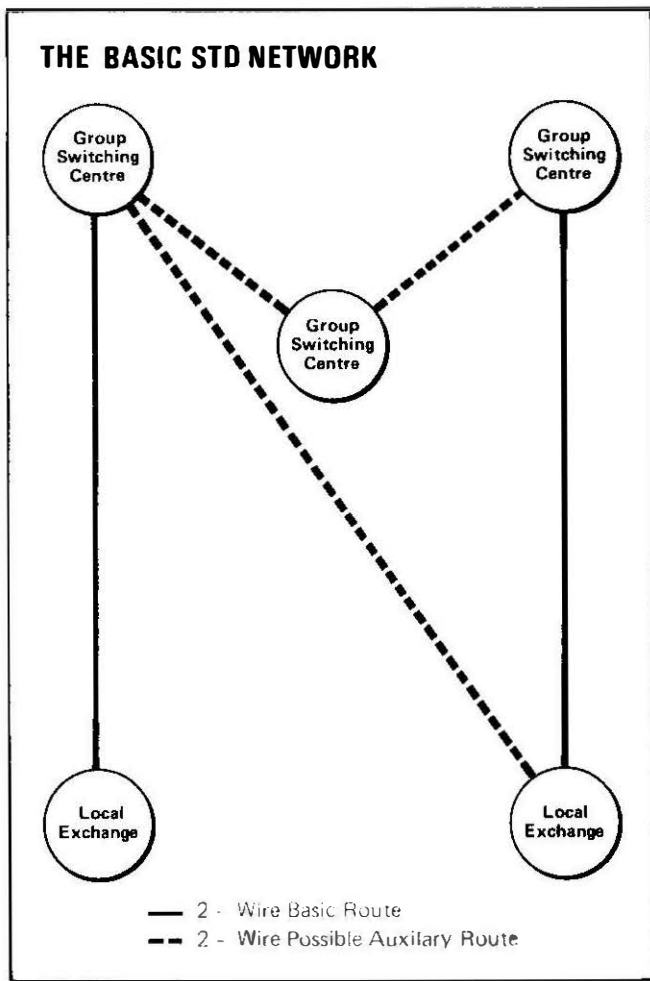 THE BASIC STD NETWORK
Group
Switching
Centre
Group
Switching
Centre
Group
Switching
Centre
Local
Exchange
Local
Exchange
2 - Wire Basic Route
2 - Wire Possible Auxilary Route